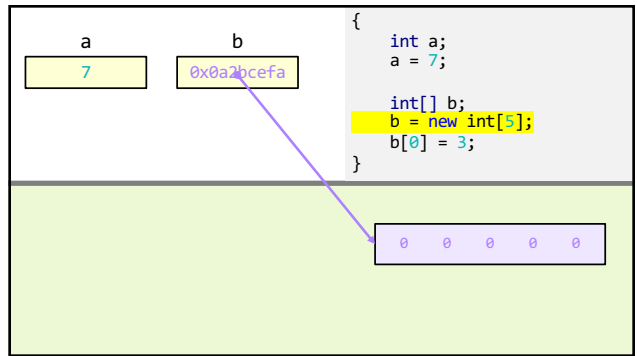 a b
7 0x0a2bcefa
{
int a;
a = 7;
int[] b;
b = new int[5];
b[0] = 3;
}
0 0 0 0 0